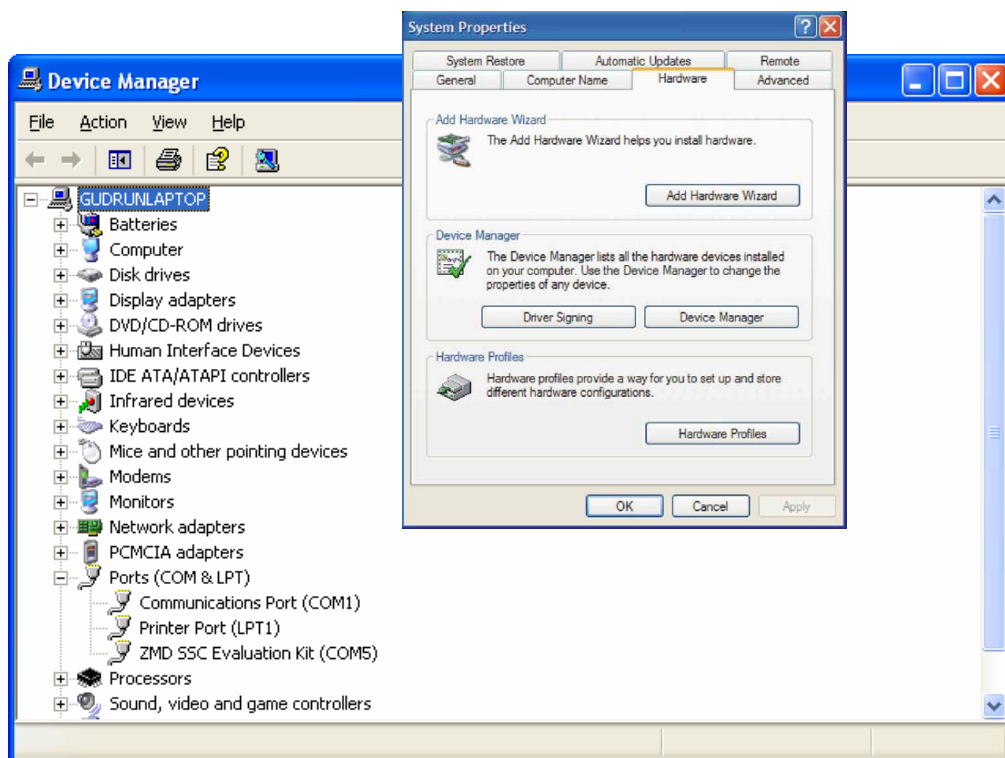 System Properties
System Restore Automatic Updates Remote
General Computer Name Hardware Advanced
Add Hardware Wizard
The Add Hardware Wizard helps you install hardware.
Add Hardware Wizard
Device Manager
The Device Manager lists all the hardware devices installed
on your computer. Use the Device Manager to change the
properties of any device.
Driver Signing Device Manager
Hardware Profiles
Hardware profiles provide a way for you to set up and store
different hardware configurations.
Hardware Profiles
OK Cancel Apply
Device Manager
File Action View Help
GUDRUNLAPTOP
Batteries
Computer
Disk drives
Display adapters
DVD/CD-ROM drives
Human Interface Devices
IDE ATA/ATAPI controllers
Infrared devices
Keyboards
Mice and other pointing devices
Modems
Monitors
Network adapters
PCMCIA adapters
Ports (COM & LPT)
Communications Port (COM1)
Printer Port (LPT1)
ZMD SSC Evaluation Kit (COM5)
Processors
Sound, video and game controllers